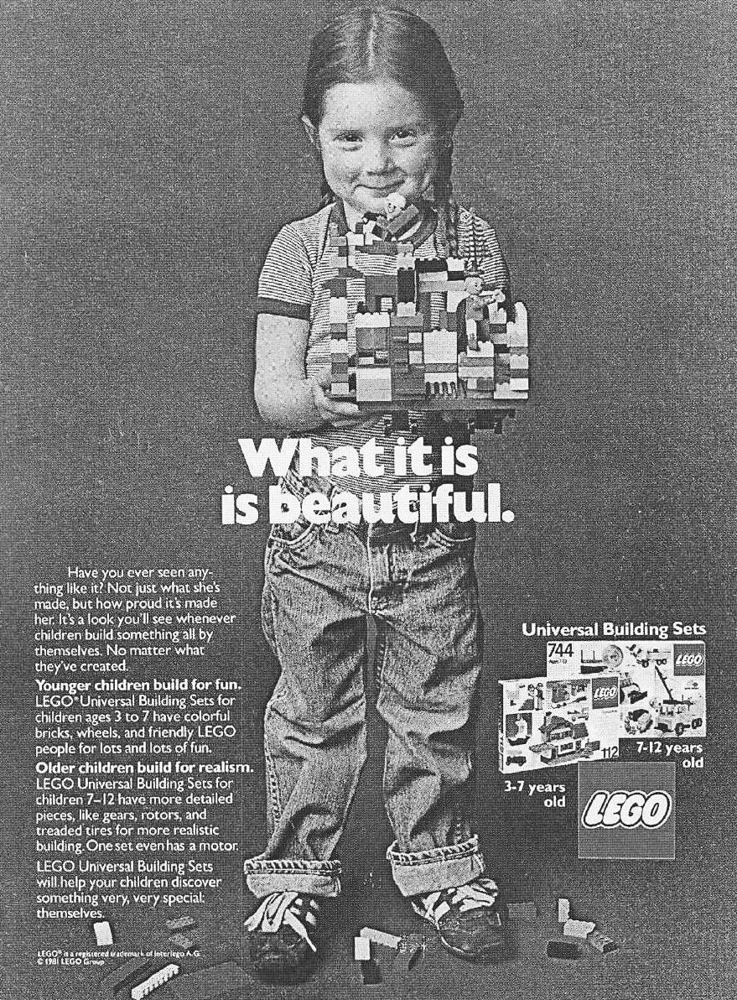 What it is
is beautiful.
Have you ever seen any-
thing like it? Not just what she's
made, but how proud it's made
her. It's a look you'll see whenever
children build something all by
themselves. No matter what
they've created.
Younger children build for fun.
LEGO® Universal Building Sets for
children ages 3 to 7 have colorful
bricks, wheels, and friendly LEGO
people for lots and lots of fun.
Older children build for realism.
LEGO Universal Building Sets for
children 7–12 have more detailed
pieces, like gears, rotors, and
treaded tires for more realistic
building. One set even has a motor.
LEGO Universal Building Sets
will help your children discover
something very, very special:
themselves.
LEGO® is a registered trademark of Interlego A.G.
© 1981 LEGO Group
Universal Building Sets
744
LEGO
LEGO
112
7-12 years
old
3-7 years
old
LEGO